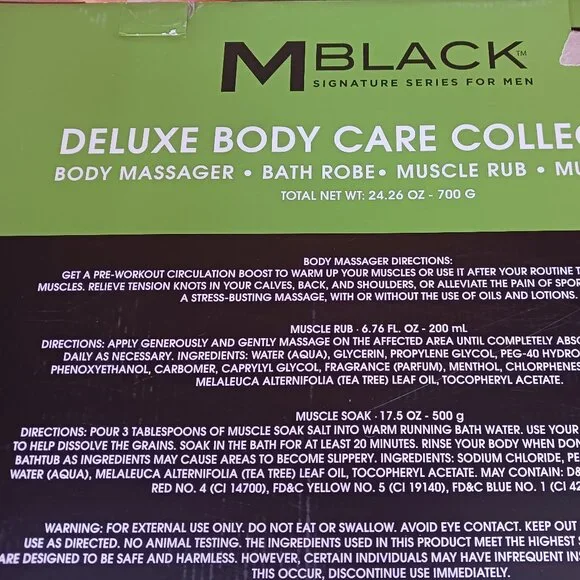 MBLACK™
SIGNATURE SERIES FOR MEN
DELUXE BODY CARE
BODY MASSAGER • BATH ROBE • MUSCLE RUB •
TOTAL NET WT: 24.26 OZ - 700 G
BODY MASSAGER DIRECTIONS:
GET A PRE-WORKOUT CIRCULATION BOOST TO WARM UP YOUR MUSCLES OR USE IT AFTER YOUR ROUTINE
MUSCLES. RELIEVE TENSION KNOTS IN YOUR CALVES, BACK, AND SHOULDERS, OR ALLEVIATE THE PAIN OF
A STRESS-BUSTING MASSAGE, WITH OR WITHOUT THE USE OF OILS AND LOTIONS.
MUSCLE RUB · 6.76 FL. OZ - 200 mL
DIRECTIONS: APPLY GENEROUSLY AND GENTLY MASSAGE ON THE AFFECTED AREA UNTIL COMPLETELY
DAILY AS NECESSARY. INGREDIENTS: WATER (AQUA), GLYCERIN, PROPYLENE GLYCOL, PEG-40
PHENOXYETHANOL, CARBOMER, CAPRYLYL GLYCOL, FRAGRANCE (PARFUM), MENTHOL,
MELALEUCA ALTERNIFOLIA (TEA TREE) LEAF OIL, TOCOPHERYL ACETATE.
MUSCLE SOAK · 17.5 OZ - 500 g
DIRECTIONS: POUR 3 TABLESPOONS OF MUSCLE SOAK SALT INTO WARM RUNNING BATH WATER. USE YOUR
TO HELP DISSOLVE THE GRAINS. SOAK IN THE BATH FOR AT LEAST 20 MINUTES. RINSE YOUR BODY WHEN
BATHTUB AS INGREDIENTS MAY CAUSE AREAS TO BECOME SLIPPERY. INGREDIENTS: SODIUM CHLORIDE,
WATER (AQUA), MELALEUCA ALTERNIFOLIA (TEA TREE) LEAF OIL, TOCOPHERYL ACETATE. MAY CONTAIN:
RED NO. 4 (CI 14700), FD&C YELLOW NO. 5 (CI 19140), FD&C BLUE NO. 1 (CI
WARNING: FOR EXTERNAL USE ONLY. DO NOT EAT OR SWALLOW. AVOID EYE CONTACT. KEEP OUT
USE AS DIRECTED. NO ANIMAL TESTING. THE INGREDIENTS USED IN THIS PRODUCT MEET THE HIGHEST
ARE DESIGNED TO BE SAFE AND HARMLESS. HOWEVER, CERTAIN INDIVIDUALS MAY HAVE INFREQUENT
THIS OCCUR, DISCONTINUE USE IMMEDIATELY.